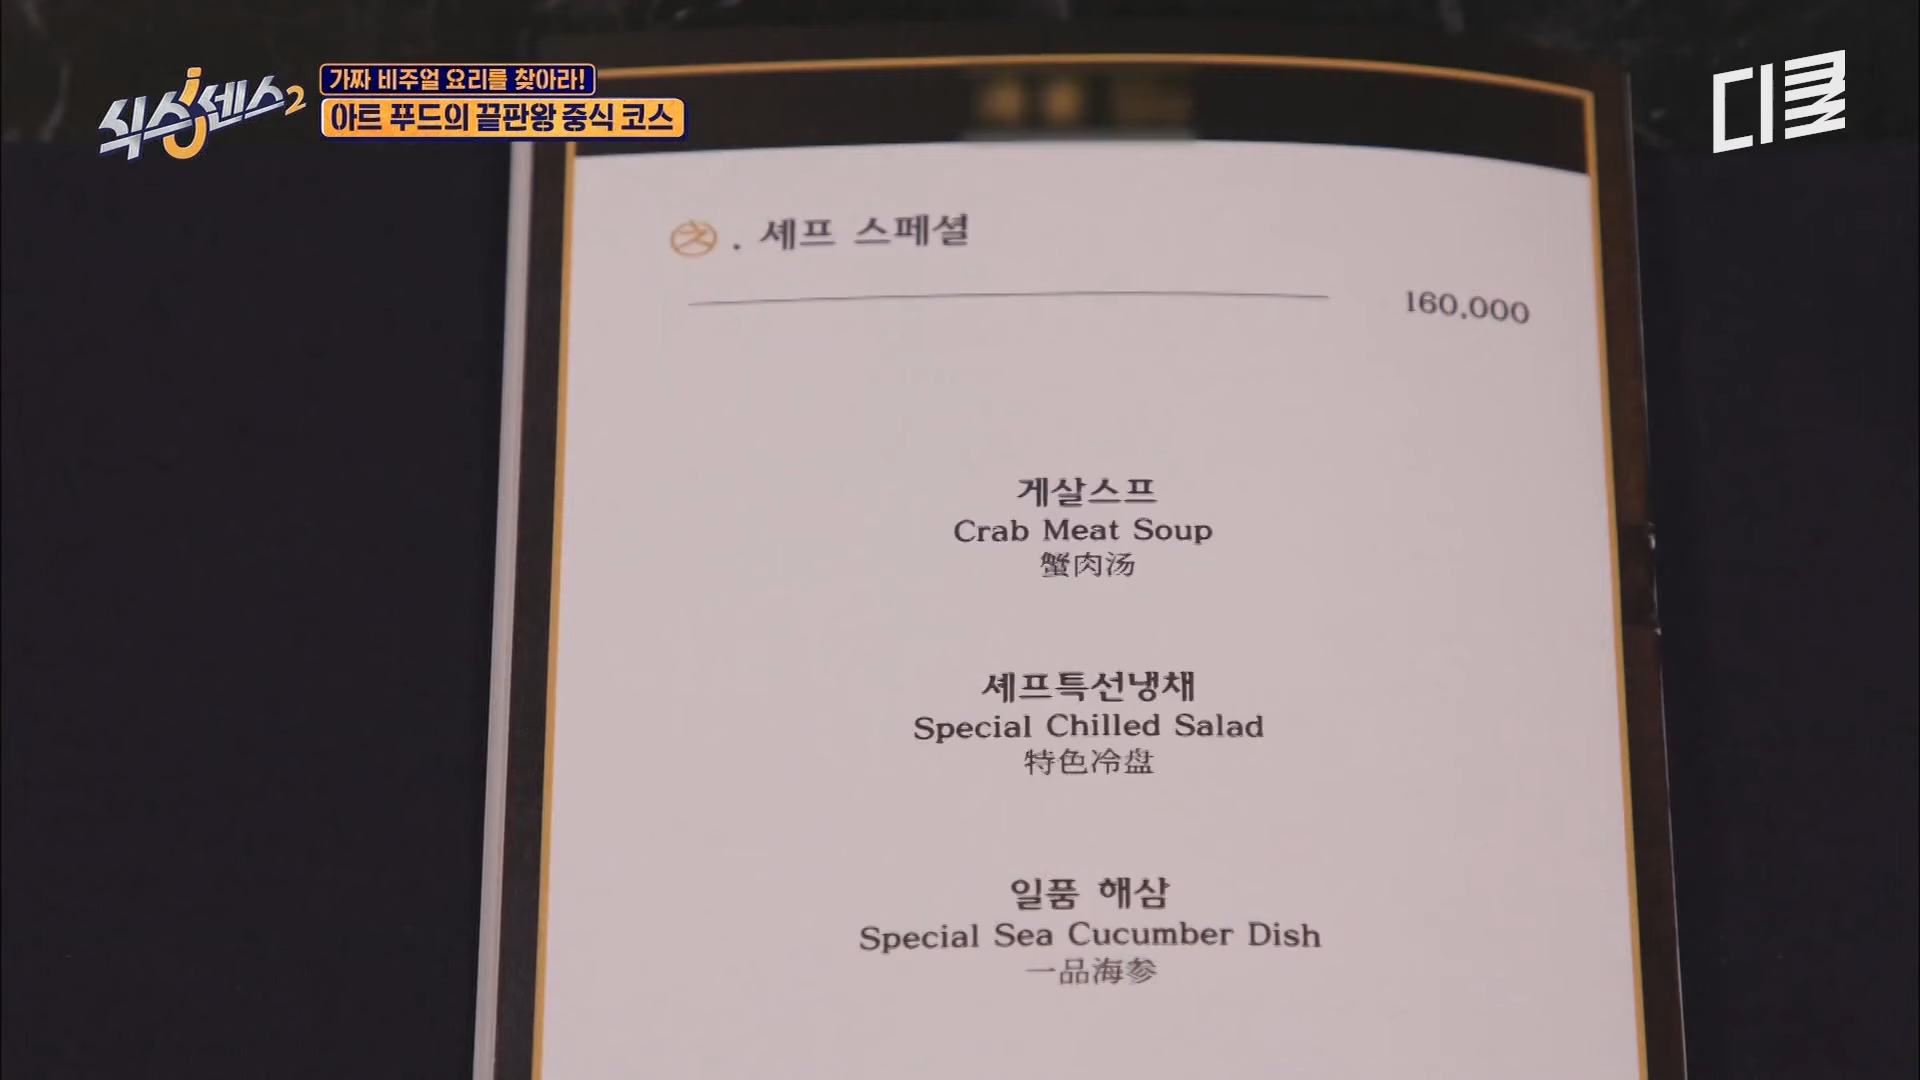 식스센스2
가짜 비주얼 요리를 찾아라!
아트 푸드의 끝판왕 중식 코스
디글
. 셰프 스페셜
160,000
게살스프
Crab Meat Soup
蟹肉汤
셰프특선냉채
Special Chilled Salad
特色冷盘
일품 해삼
Special Sea Cucumber Dish
一品海参